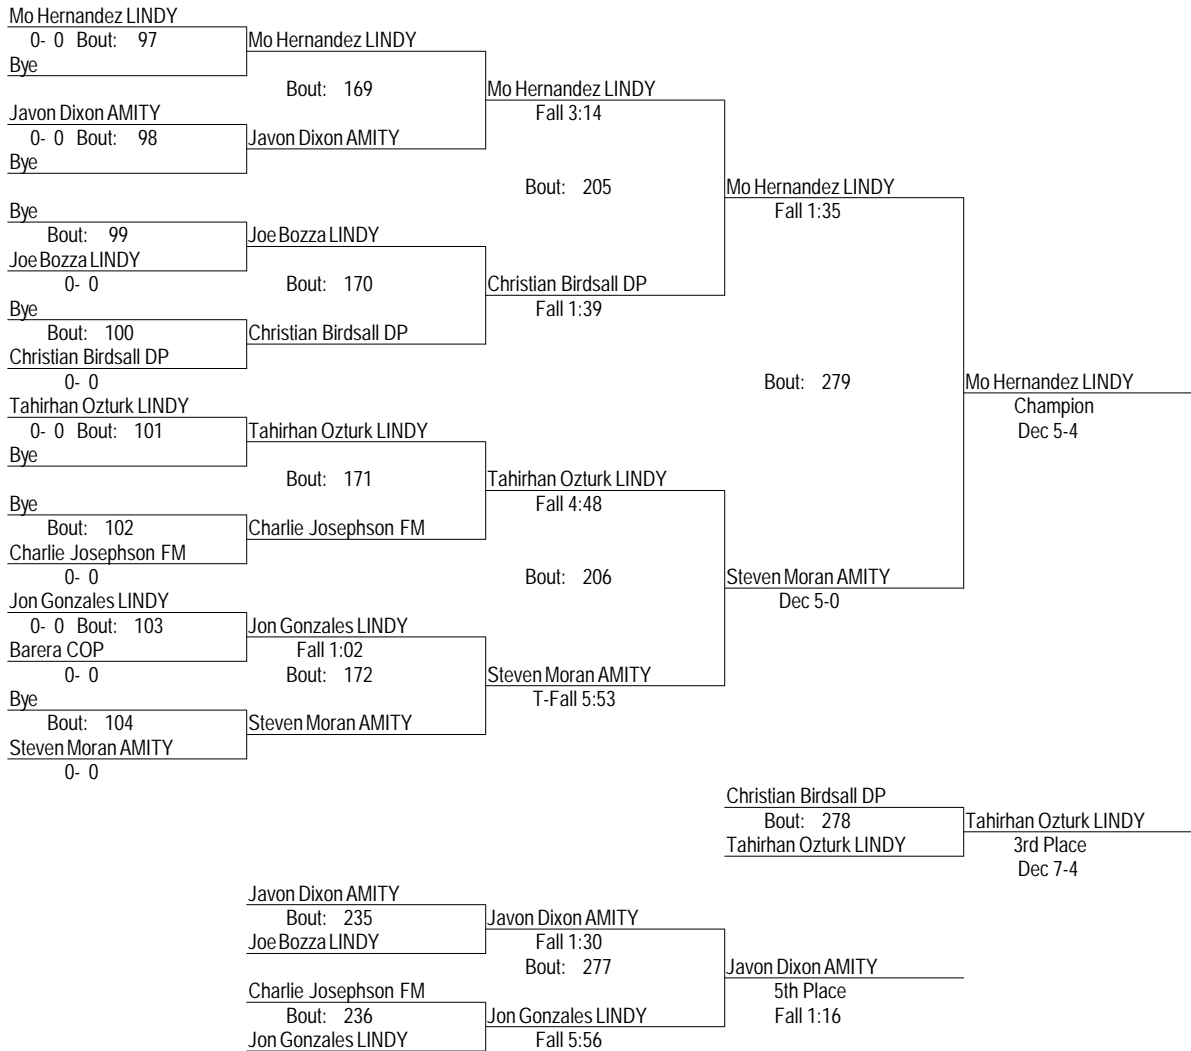 Mo Hernandez LINDY
0- 0 Bout: 97
Mo Hernandez LINDY
Bye
Bout: 169
Mo Hernandez LINDY
Fall 3:14
Javon Dixon AMITY
0- 0 Bout: 98
Javon Dixon AMITY
Bye
Bout: 205
Mo Hernandez LINDY
Fall 1:35
Bye
Bout: 99
Joe Bozza LINDY
Joe Bozza LINDY
0- 0
Bout: 170
Christian Birdsall DP
Fall 1:39
Bye
Bout: 100
Christian Birdsall DP
Christian Birdsall DP
0- 0
Bout: 279
Mo Hernandez LINDY
Champion
Dec 5-4
Tahirhan Ozturk LINDY
0- 0 Bout: 101
Tahirhan Ozturk LINDY
Bye
Bout: 171
Tahirhan Ozturk LINDY
Fall 4:48
Bye
Bout: 102
Charlie Josephson FM
Charlie Josephson FM
0- 0
Bout: 206
Steven Moran AMITY
Dec 5-0
Jon Gonzales LINDY
0- 0 Bout: 103
Jon Gonzales LINDY
Fall 1:02
Barera COP
0- 0
Bout: 172
Steven Moran AMITY
T-Fall 5:53
Bye
Bout: 104
Steven Moran AMITY
Steven Moran AMITY
0- 0
Christian Birdsall DP
Bout: 278
Tahirhan Ozturk LINDY
Tahirhan Ozturk LINDY
3rd Place
Dec 7-4
Javon Dixon AMITY
Bout: 235
Javon Dixon AMITY
Joe Bozza LINDY
Fall 1:30
Bout: 277
Javon Dixon AMITY
5th Place
Fall 1:16
Charlie Josephson FM
Bout: 236
Jon Gonzales LINDY
Jon Gonzales LINDY
Fall 5:56